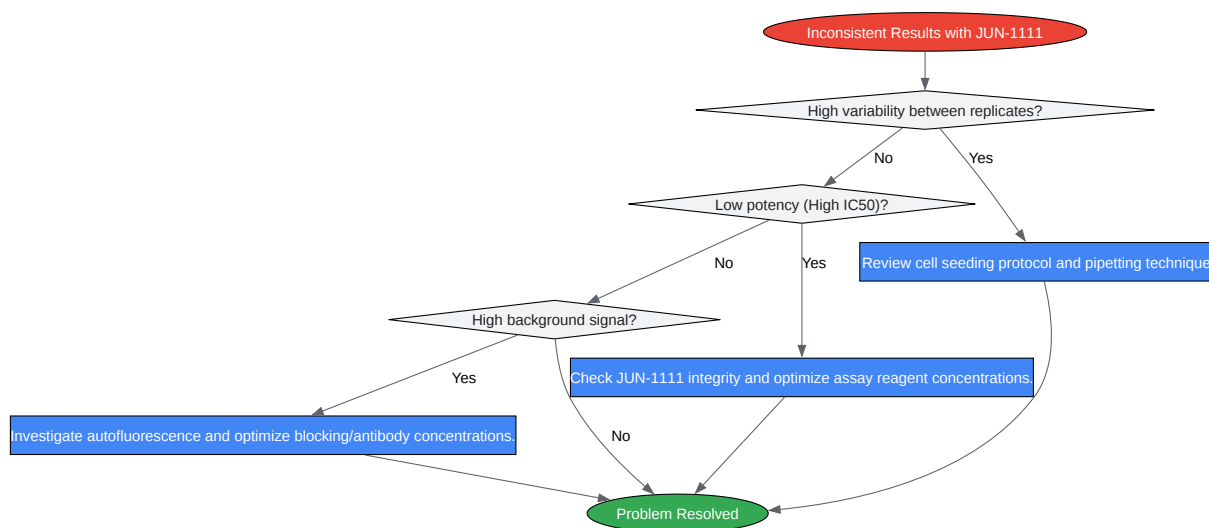 Inconsistent Results with JUN-1111
High variability between replicates?
No
Yes
Low potency (High IC50)?
No
Yes
Review cell seeding protocol and pipetting technique
High background signal?
Yes
Check JUN-1111 integrity and optimize assay reagent concentrations.
Investigate autofluorescence and optimize blocking/antibody concentrations.
No
Problem Resolved